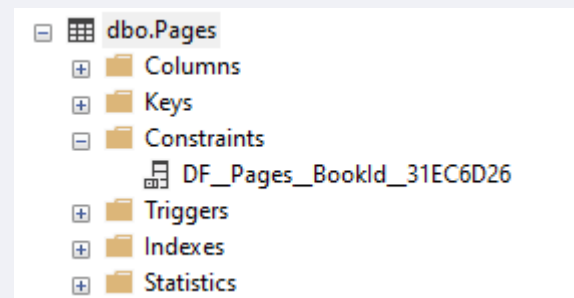 dbo.Pages
Columns
Keys
Constraints
DF__Pages__BookId__31EC6D26
Triggers
Indexes
Statistics